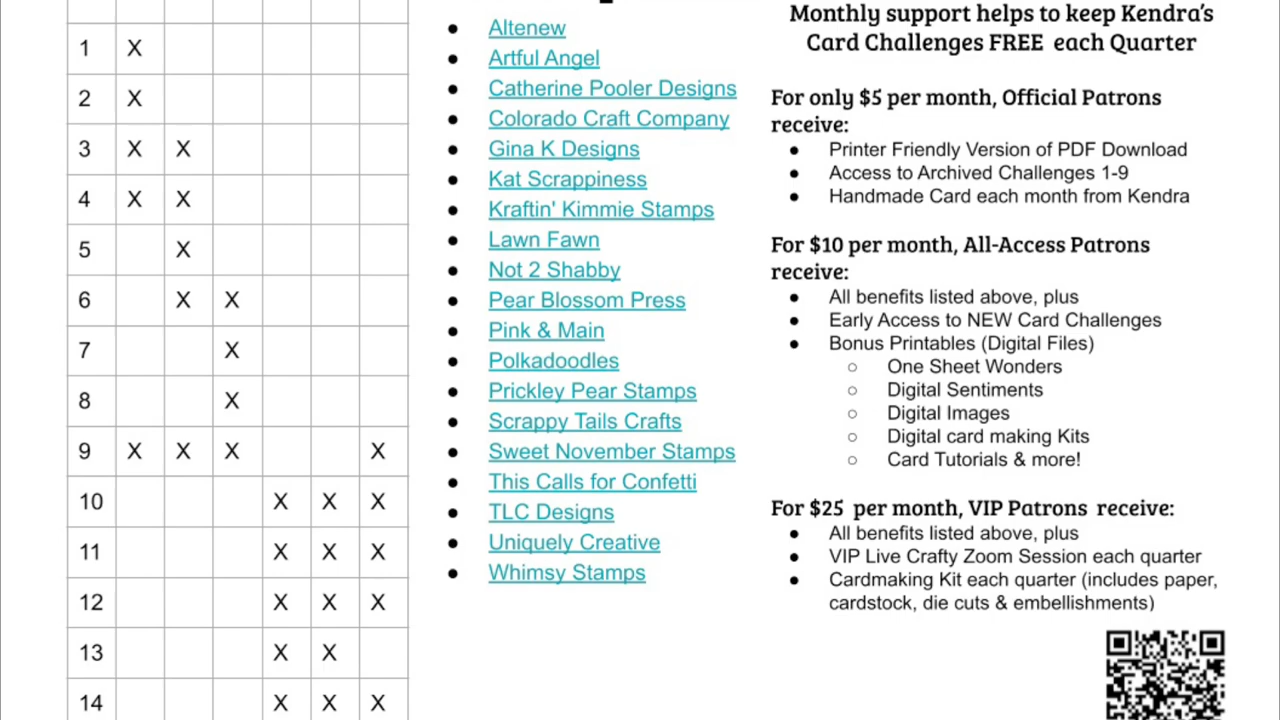 1 X
2 X
3 X X
4 X X
5 X
6 X X
7 X
8 X
9 X X X X
10 X X X
11 X X X
12 X X X
13 X X
14 X X X
● Altenew
● Artful Angel
● Catherine Pooler Designs
● Colorado Craft Company
● Gina K Designs
● Kat Scrappiness
● Kraftin' Kimmie Stamps
● Lawn Fawn
● Not 2 Shabby
● Pear Blossom Press
● Pink & Main
● Polkadoodles
● Prickley Pear Stamps
● Scrappy Tails Crafts
● Sweet November Stamps
● This Calls for Confetti
● TLC Designs
● Uniquely Creative
● Whimsy Stamps
Monthly support helps to keep Kendra's
Card Challenges FREE each Quarter
For only $5 per month, Official Patrons
receive:
● Printer Friendly Version of PDF Download
● Access to Archived Challenges 1-9
● Handmade Card each month from Kendra
For $10 per month, All-Access Patrons
receive:
● All benefits listed above, plus
● Early Access to NEW Card Challenges
● Bonus Printables (Digital Files)
○ One Sheet Wonders
○ Digital Sentiments
○ Digital Images
○ Digital card making Kits
○ Card Tutorials & more!
For $25 per month, VIP Patrons receive:
● All benefits listed above, plus
● VIP Live Crafty Zoom Session each quarter
● Cardmaking Kit each quarter (includes paper,
cardstock, die cuts & embellishments)